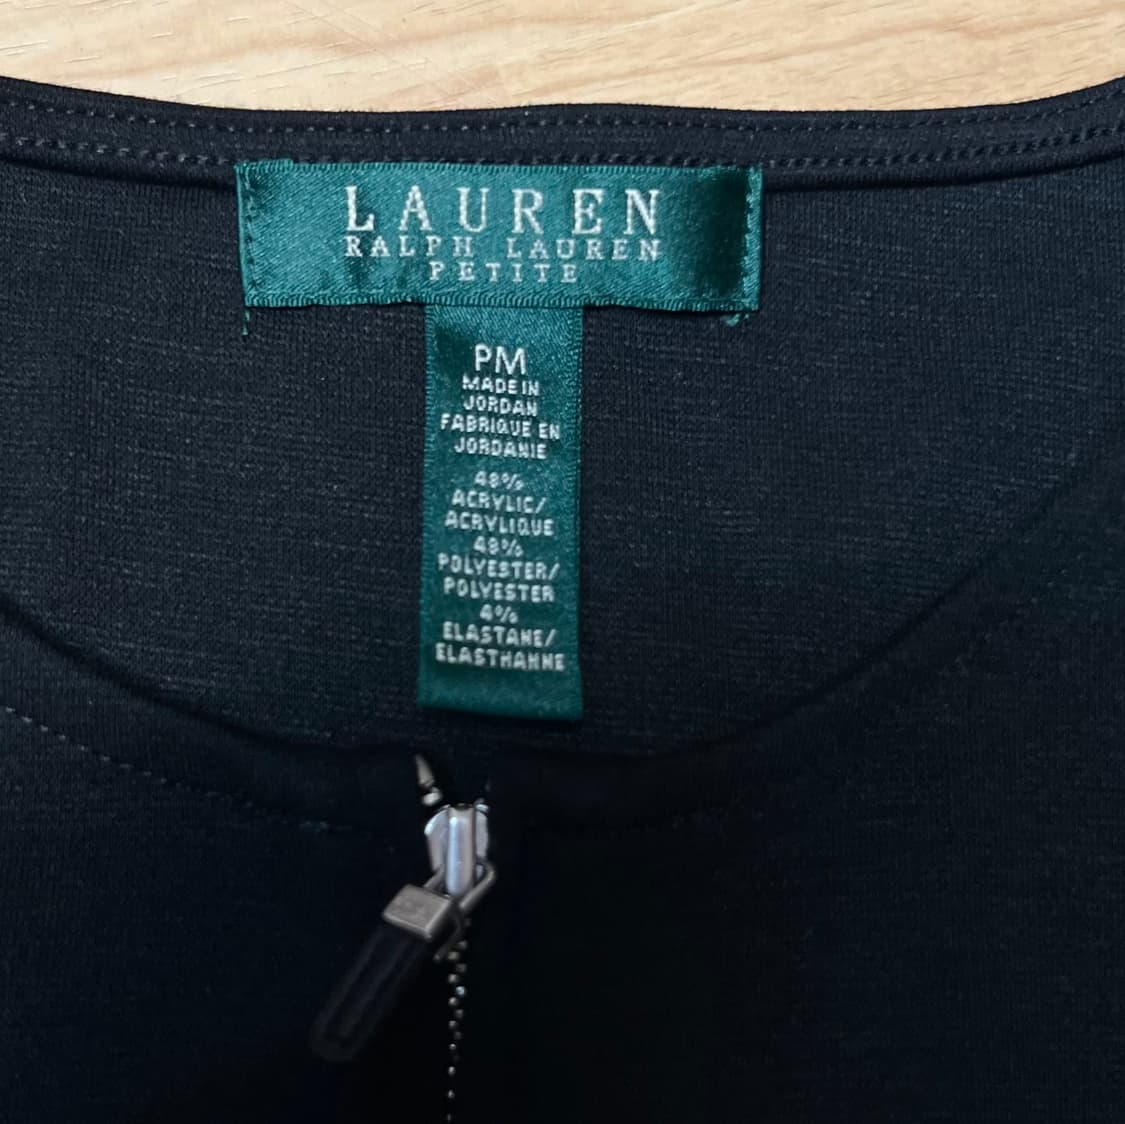 LAUREN
RALPH LAUREN
PETITE
PM
MADE IN
JORDAN
FABRIQUE EN
JORDANIE
48%
ACRYLIC/
ACRYLIQUE
48%
POLYESTER/
POLYESTER
4%
ELASTANE/
ELASTHANNE